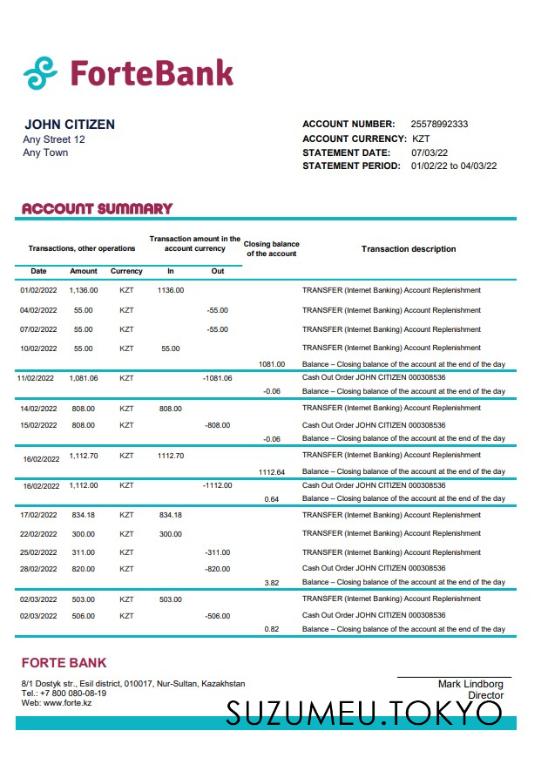 ForteBank
JOHN CITIZEN
Any Street 12
Any Town
ACCOUNT NUMBER: 25578992333
ACCOUNT CURRENCY: KZT
STATEMENT DATE: 07/03/22
STATEMENT PERIOD: 01/02/22 to 04/03/22
ACCOUNT SUMMARY
Transactions, other operations
Transaction amount in the account currency
Closing balance of the account
Transaction description
Date Amount Currency In Out
01/02/2022 1,136.00 KZT 1136.00 TRANSFER (Internet Banking) Account Replenishment
04/02/2022 55.00 KZT -55.00 TRANSFER (Internet Banking) Account Replenishment
07/02/2022 55.00 KZT -55.00 TRANSFER (Internet Banking) Account Replenishment
10/02/2022 55.00 KZT 55.00 TRANSFER (Internet Banking) Account Replenishment
1081.00 Balance – Closing balance of the account at the end of the day
11/02/2022 1,081.06 KZT -1081.06 Cash Out Order JOHN CITIZEN 000308536
-0.06 Balance – Closing balance of the account at the end of the day
14/02/2022 808.00 KZT 808.00 TRANSFER (Internet Banking) Account Replenishment
15/02/2022 808.00 KZT -808.00 Cash Out Order JOHN CITIZEN 000308536
-0.06 Balance – Closing balance of the account at the end of the day
16/02/2022 1,112.70 KZT 1112.70 TRANSFER (Internet Banking) Account Replenishment
1112.64 Balance – Closing balance of the account at the end of the day
16/02/2022 1,112.00 KZT -1112.00 Cash Out Order JOHN CITIZEN 000308536
0.64 Balance – Closing balance of the account at the end of the day
17/02/2022 834.18 KZT 834.18 TRANSFER (Internet Banking) Account Replenishment
22/02/2022 300.00 KZT 300.00 TRANSFER (Internet Banking) Account Replenishment
25/02/2022 311.00 KZT -311.00 TRANSFER (Internet Banking) Account Replenishment
28/02/2022 820.00 KZT -820.00 Cash Out Order JOHN CITIZEN 000308536
3.82 Balance – Closing balance of the account at the end of the day
02/03/2022 503.00 KZT 503.00 TRANSFER (Internet Banking) Account Replenishment
02/03/2022 506.00 KZT -506.00 Cash Out Order JOHN CITIZEN 000308536
0.82 Balance – Closing balance of the account at the end of the day
FORTE BANK
8/1 Dostyk str., Esil district, 010017, Nur-Sultan, Kazakhstan
Tel.: +7 800 080-08-19
Web: www.forte.kz
Mark Lindborg
Director
SUZUMEU.TOKYO